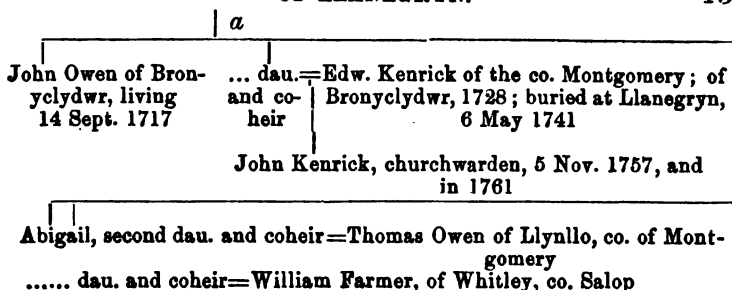 a
John Owen of Bron-
yclydwr, living
14 Sept. 1717
... dau.=Edw. Kenrick of the co. Montgomery; of
and co- Bronyclydwr, 1728; buried at Llanegryn,
heir 6 May 1741
John Kenrick, churchwarden, 5 Nov. 1757, and
in 1761
Abigail, second dau. and coheir=Thomas Owen of Llynllo, co. of Mont-
gomery
...... dau. and coheir=William Farmer, of Whitley, co. Salop